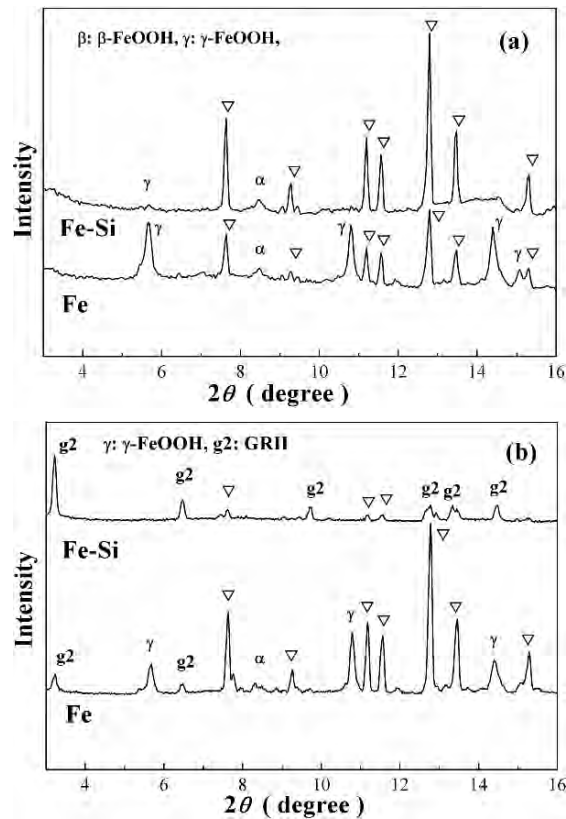 β: β-FeOOH, γ: γ-FeOOH,
(a)
γ
α
Fe-Si
γ
α
γ
γ
γ
Fe
Intensity
4 6 8 10 12 14 16
2θ ( degree )
γ: γ-FeOOH, g2: GRII
(b)
g2
g2
g2
g2 g2
g2
Fe-Si
g2
γ
g2
α
γ
γ
Fe
Intensity
4 6 8 10 12 14 16
2θ ( degree )